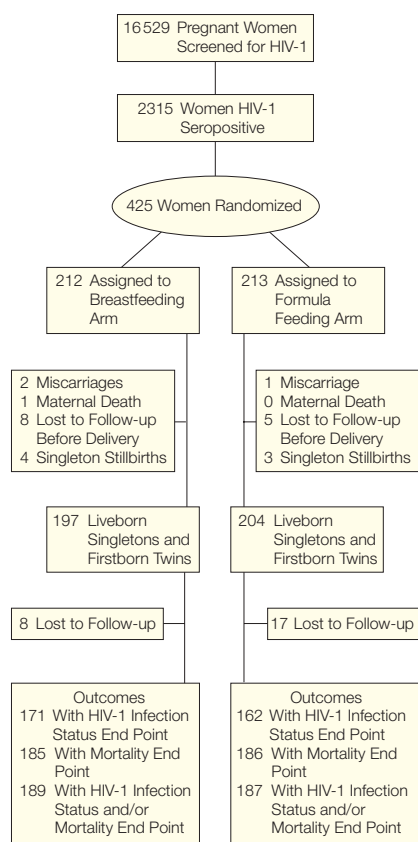 16529 Pregnant Women
Screened for HIV-1
2315 Women HIV-1
Seropositive
425 Women Randomized
212 Assigned to
Breastfeeding
Arm
213 Assigned to
Formula
Feeding Arm
2 Miscarriages
1 Maternal Death
8 Lost to Follow-up
Before Delivery
4 Singleton Stillbirths
1 Miscarriage
0 Maternal Death
5 Lost to Follow-up
Before Delivery
3 Singleton Stillbirths
197 Liveborn
Singletons and
Firstborn Twins
204 Liveborn
Singletons and
Firstborn Twins
8 Lost to Follow-up
17 Lost to Follow-up
Outcomes
171 With HIV-1 Infection
Status End Point
185 With Mortality End
Point
189 With HIV-1 Infection
Status and/or
Mortality End Point
Outcomes
162 With HIV-1 Infection
Status End Point
186 With Mortality End
Point
187 With HIV-1 Infection
Status and/or
Mortality End Point